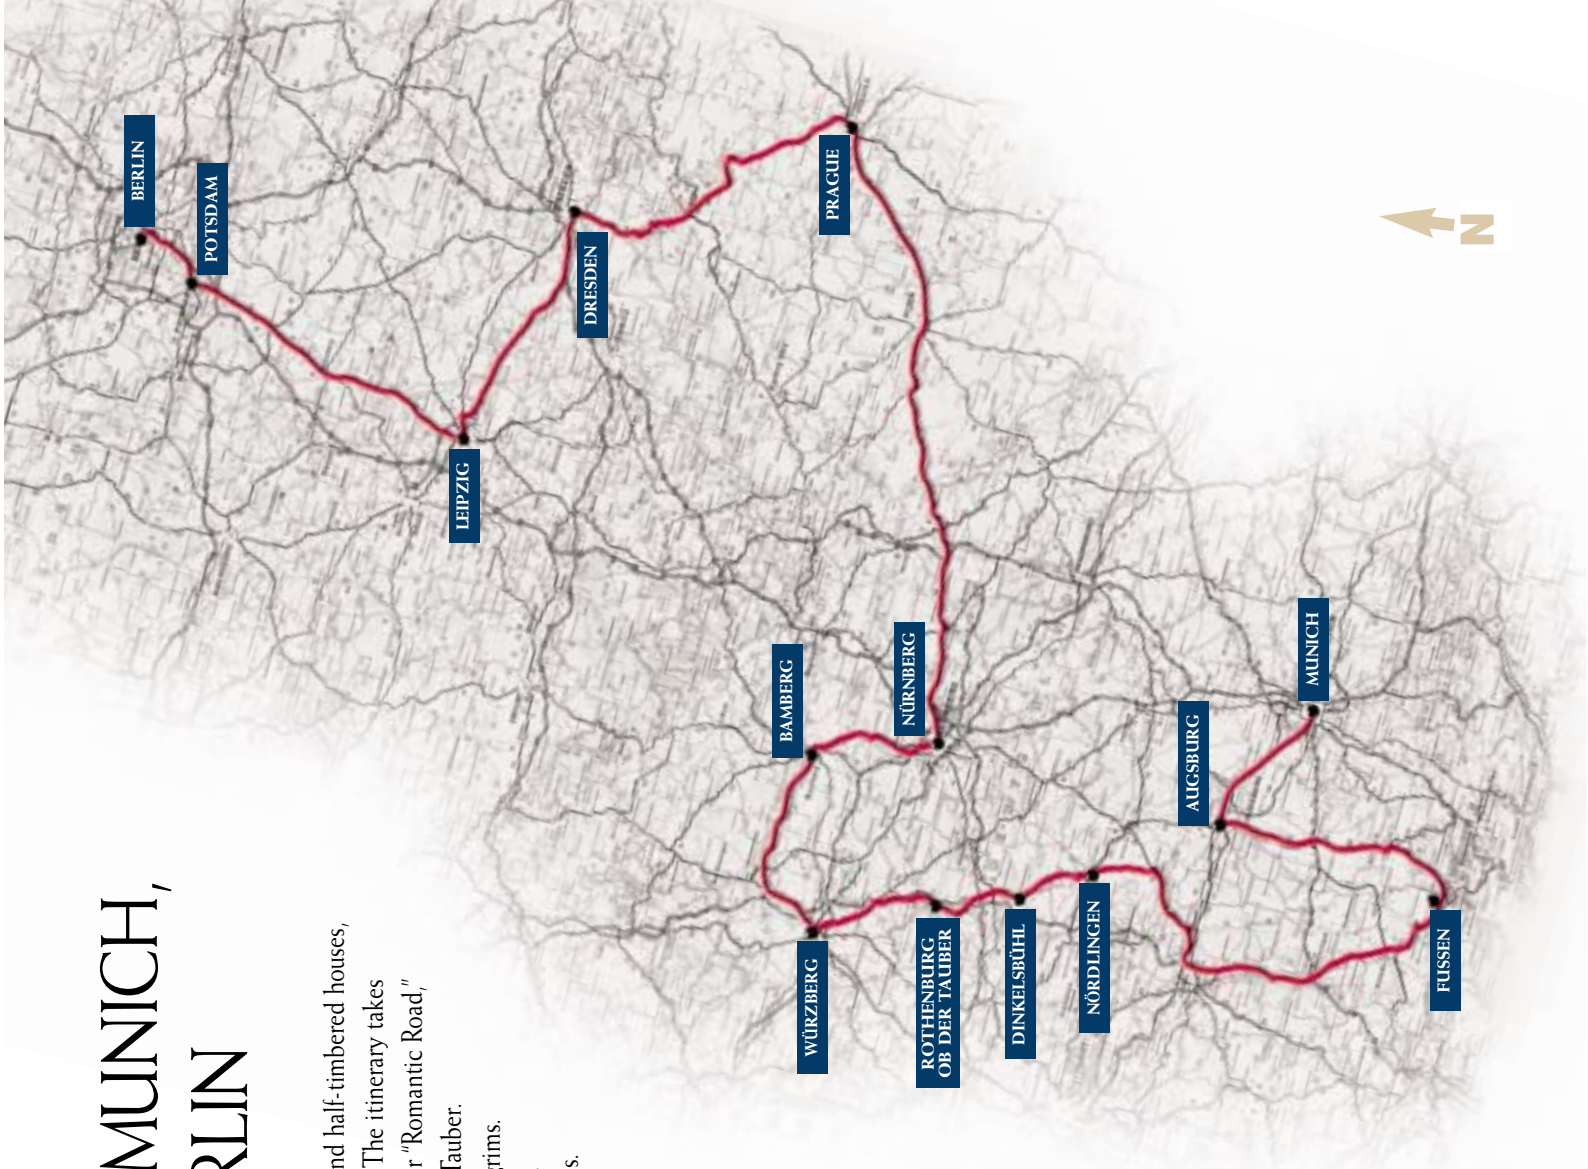 MUNICH,
RLIN
nd half-timbered houses,
The itinerary takes
r “Romantic Road,”
Tauber.
rims.
s.
BERLIN
POTSDAM
LEIPZIG
DRESDEN
PRAGUE
BAMBERG
NÜRNBERG
WÜRZBERG
ROTHENBURG
OB DER TAUBER
DINKELSBÜHL
NÖRDLINGEN
AUGSBURG
MUNICH
FUSSEN
N